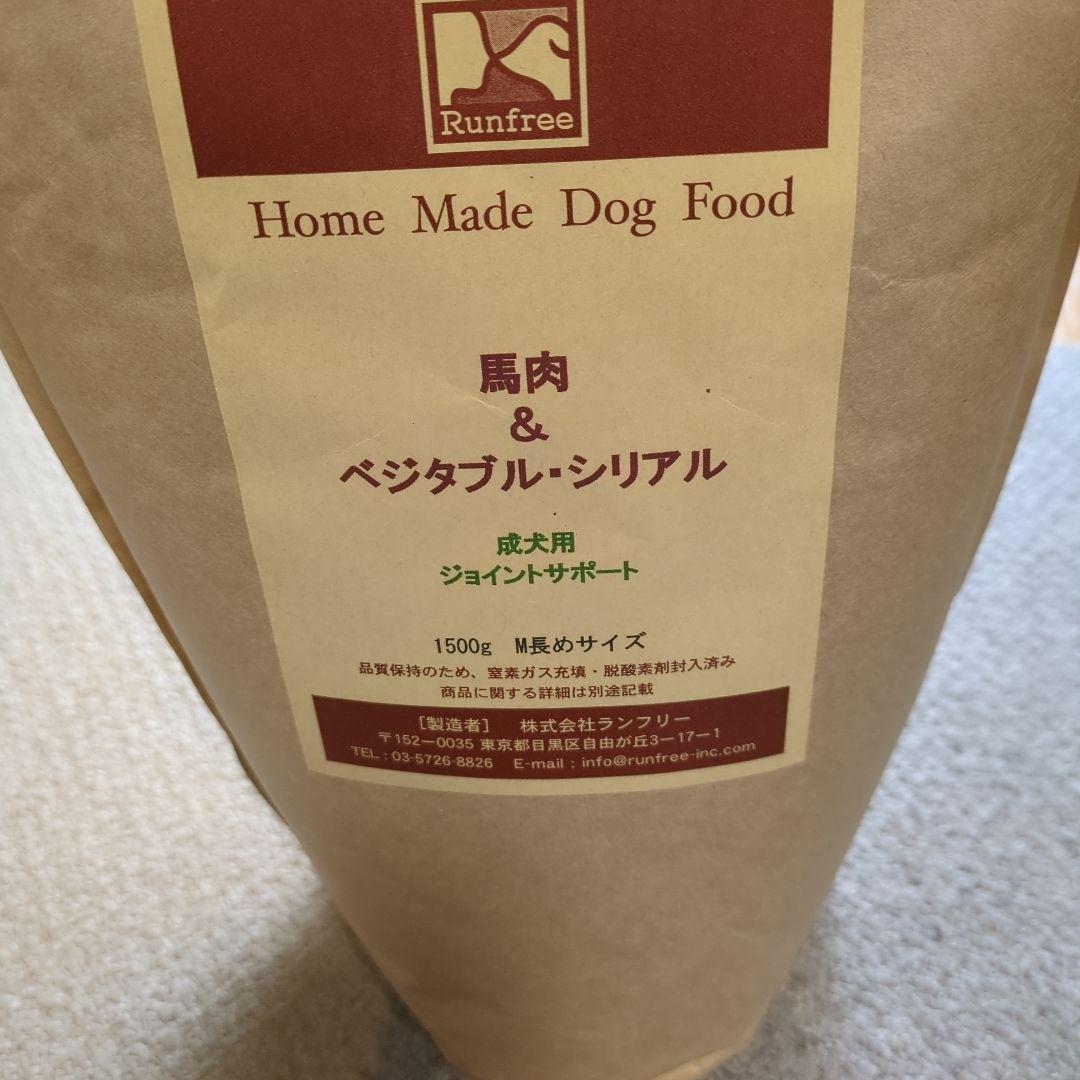 Runfree
Home Made Dog Food
馬肉
&
ベジタブル・シリアル
成犬用
ジョイントサポート
1500g M長めサイズ
品質保持のため、窒素ガス充填・脱酸素剤封入済み
商品に関する詳細は別途記載
[製造者] 株式会社ランフリー
〒152-0035 東京都目黒区自由が丘3-17-1
TEL : 03-5726-8826 E-mail : info@runfree-inc.com